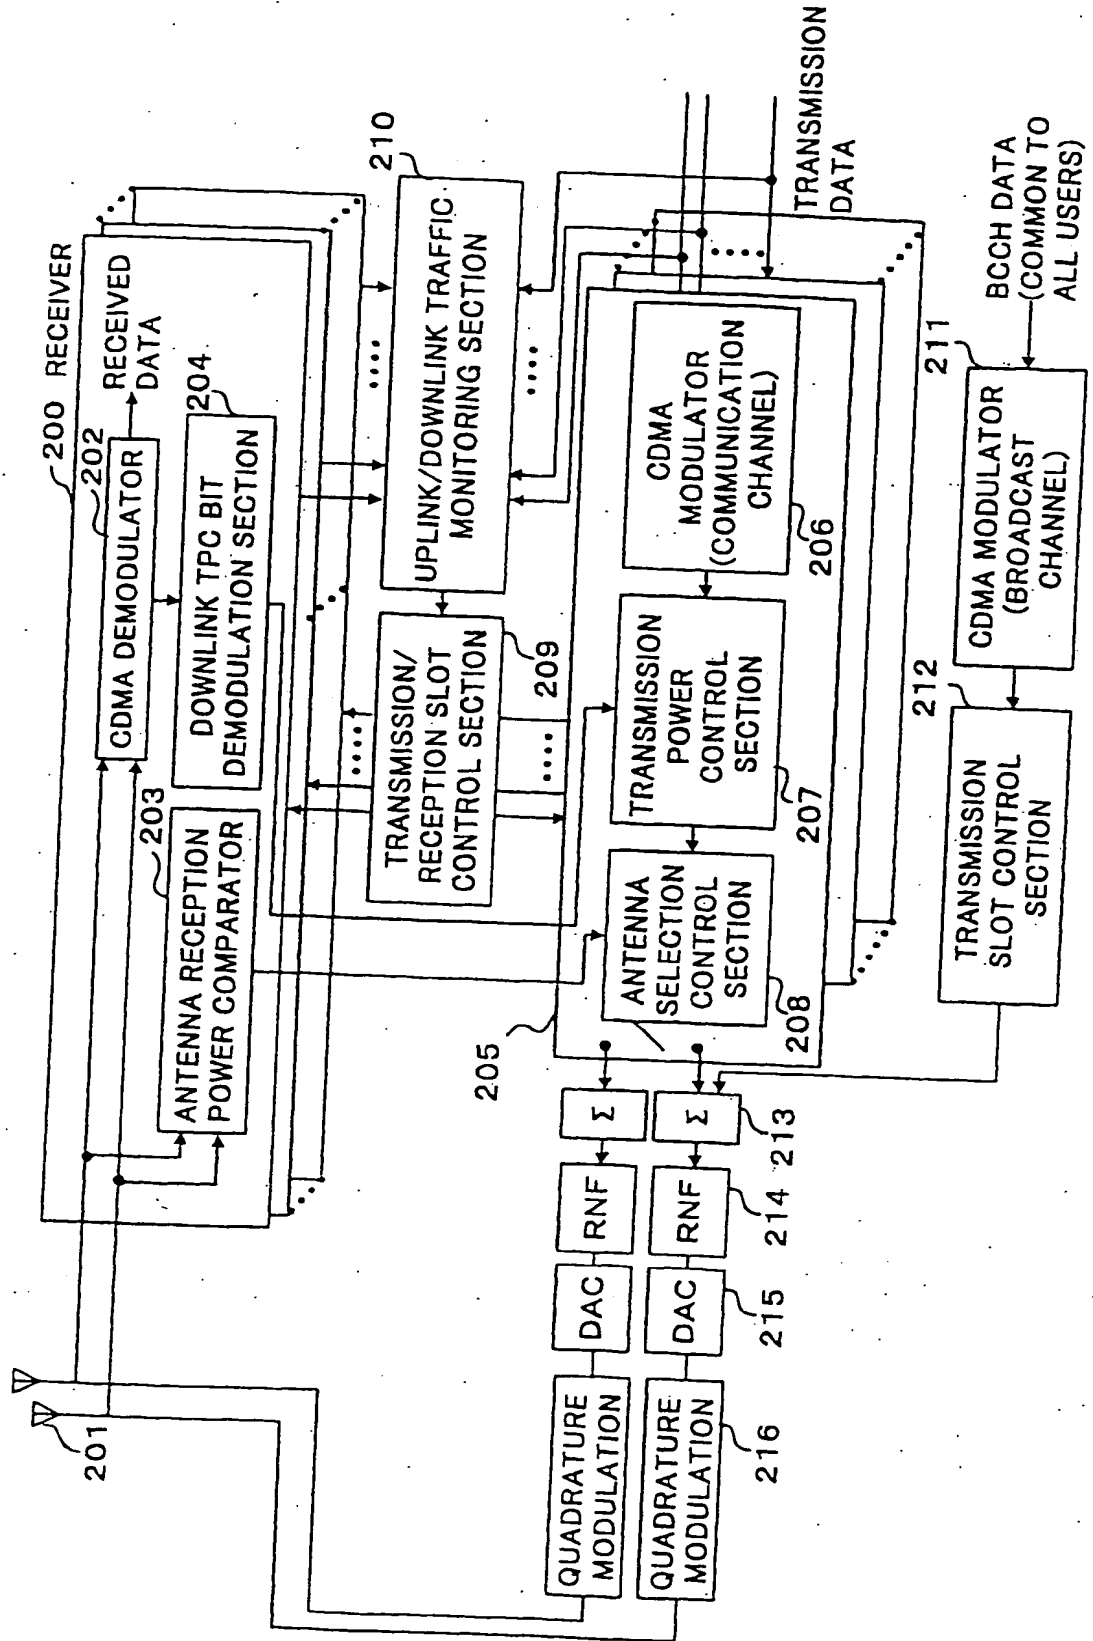 200 RECEIVER
202
CDMA DEMODULATOR
RECEIVED
DATA
204
DOWNLINK TPC BIT
DEMODULATION SECTION
203
ANTENNA RECEPTION
POWER COMPARATOR
201
210
UPLINK/DOWNLINK TRAFFIC
MONITORING SECTION
209
TRANSMISSION/
RECEPTION SLOT
CONTROL SECTION
TRANSMISSION
DATA
CDMA
MODULATOR
(COMMUNICATION
CHANNEL)
206
TRANSMISSION
POWER
CONTROL
SECTION
207
ANTENNA
SELECTION
CONTROL
SECTION
208
205
Σ
Σ
213
RNF
RNF
214
DAC
DAC
215
QUADRATURE
MODULATION
QUADRATURE
MODULATION
216
BCCH DATA
(COMMON TO
ALL USERS)
211
CDMA MODULATOR
(BROADCAST
CHANNEL)
212
TRANSMISSION
SLOT CONTROL
SECTION